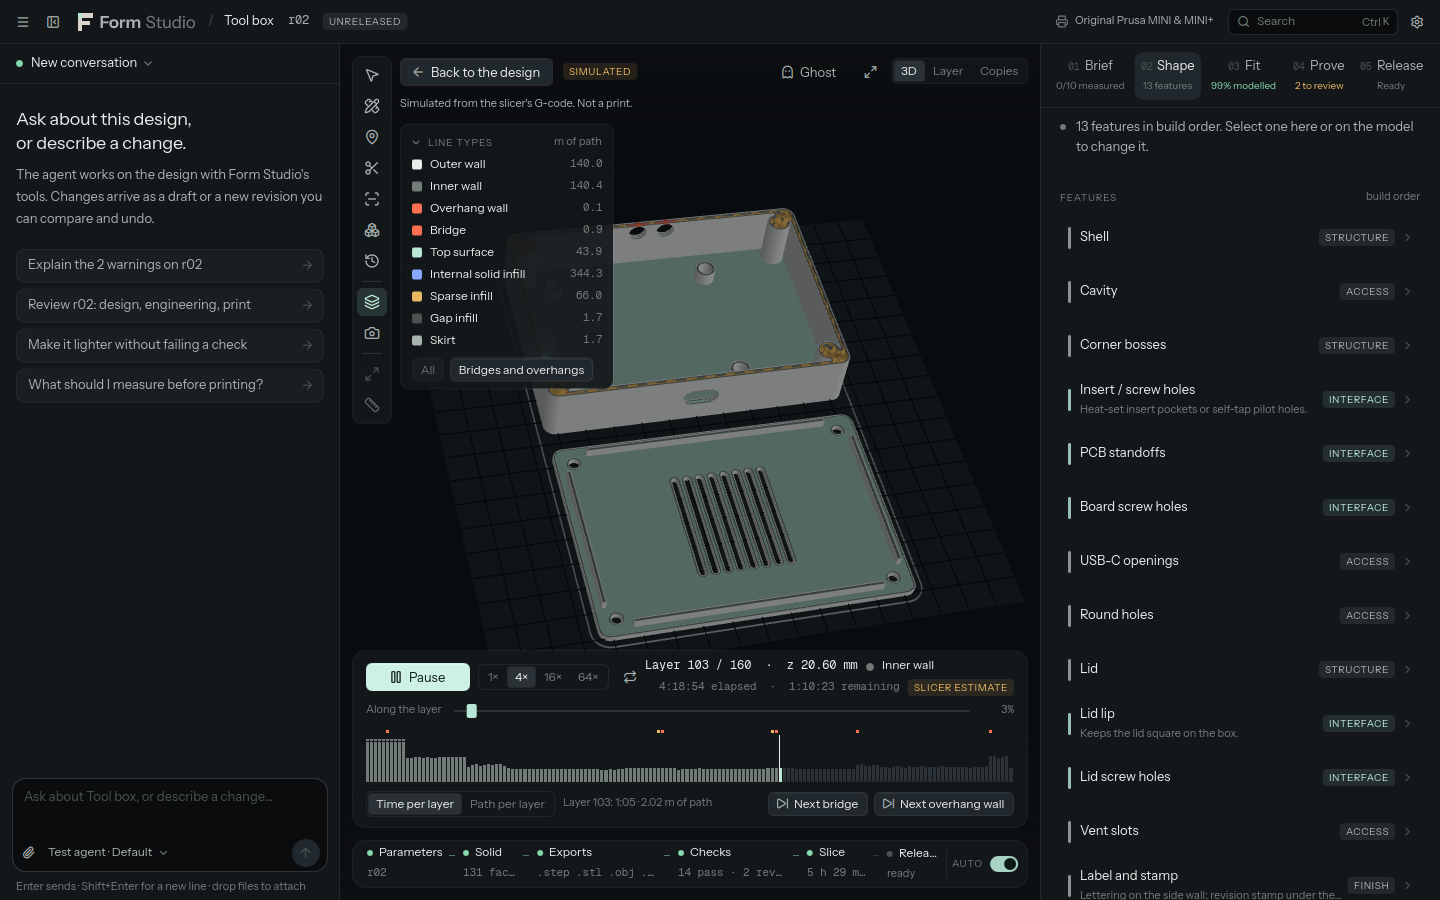 Form Studio / Tool box r02 UNRELEASED
Original Prusa MINI & MINI+
Search Ctrl K
New conversation
Ask about this design,
or describe a change.
The agent works on the design with Form Studio's
tools. Changes arrive as a draft or a new revision you
can compare and undo.
Explain the 2 warnings on r02
Review r02: design, engineering, print
Make it lighter without failing a check
What should I measure before printing?
Ask about Tool box, or describe a change...
Test agent · Default
Enter sends · Shift+Enter for a new line · drop files to attach
Back to the design SIMULATED
Ghost
3D Layer Copies
Simulated from the slicer's G-code. Not a print.
LINE TYPES m of path
Outer wall 140.0
Inner wall 140.4
Overhang wall 0.1
Bridge 0.9
Top surface 43.9
Internal solid infill 344.3
Sparse infill 66.0
Gap infill 1.7
Skirt 1.7
All Bridges and overhangs
Pause 1× 4× 16× 64×
Layer 103 / 160 · z 20.60 mm Inner wall
4:18:54 elapsed · 1:10:23 remaining SLICER ESTIMATE
Along the layer 3%
Time per layer Path per layer Layer 103: 1:05 · 2.02 m of path
Next bridge Next overhang wall
Parameters Solid Exports Checks Slice Relea...
r02 131 fac... .step .stl .obj ... 14 pass · 2 rev... 5 h 29 m... ready
AUTO
01 Brief 02 Shape 03 Fit 04 Prove 05 Release
0/10 measured 13 features 99% modelled 2 to review Ready
13 features in build order. Select one here or on the model
to change it.
FEATURES build order
Shell STRUCTURE
Cavity ACCESS
Corner bosses STRUCTURE
Insert / screw holes INTERFACE
Heat-set insert pockets or self-tap pilot holes.
PCB standoffs INTERFACE
Board screw holes INTERFACE
USB-C openings ACCESS
Round holes ACCESS
Lid STRUCTURE
Lid lip INTERFACE
Keeps the lid square on the box.
Lid screw holes INTERFACE
Vent slots ACCESS
Label and stamp FINISH
Lettering on the side wall; revision stamp under the...